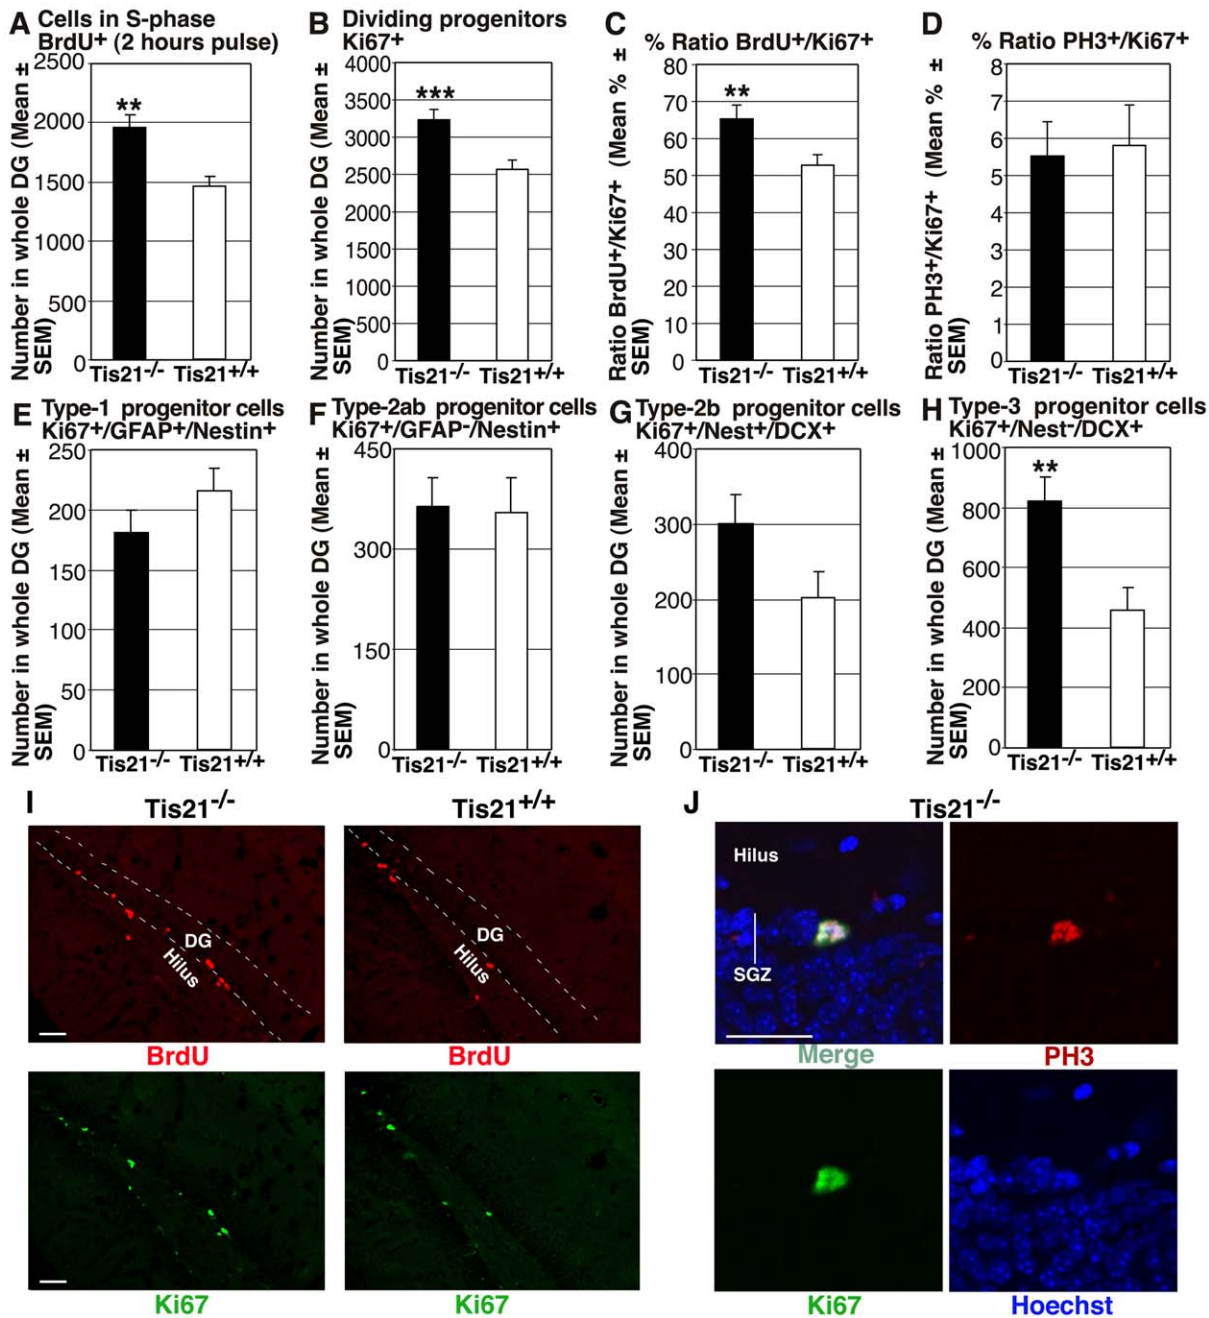 A Cells in S-phase
BrdU+ (2 hours pulse)
Number in whole DG (Mean ±
SEM)
2500
2000
1500
1000
500
0
**
Tis21-/- Tis21+/+
B Dividing progenitors
Ki67+
4000
3500
3000
2500
2000
1500
1000
500
0
Number in whole DG (Mean ±
SEM)
***
Tis21-/- Tis21+/+
C
% Ratio BrdU+/Ki67+
Ratio BrdU+/Ki67+ (Mean % ±
SEM)
80
70
60
50
40
30
20
10
0
**
Tis21-/- Tis21+/+
D
% Ratio PH3+/Ki67+
Ratio PH3+/Ki67+ (Mean % ±
SEM)
8
7
6
5
4
3
2
1
0
Tis21-/- Tis21+/+
E Type-1 progenitor cells
Ki67+/GFAP+/Nestin+
Number in whole DG (Mean ±
SEM)
250
200
150
100
50
0
Tis21-/- Tis21+/+
F Type-2ab progenitor cells
Ki67+/GFAP-/Nestin+
Number in whole DG (Mean ±
SEM)
450
300
150
0
Tis21-/- Tis21+/+
G Type-2b progenitor cells
Ki67+/Nest+/DCX+
Number in whole DG (Mean ±
SEM)
400
300
200
100
0
Tis21-/- Tis21+/+
H Type-3 progenitor cells
Ki67+/Nest-/DCX+
Number in whole DG (Mean ±
SEM)
1000
800
600
400
200
0
**
Tis21-/- Tis21+/+
I
Tis21-/-
Tis21+/+
DG
Hilus
BrdU
DG
Hilus
BrdU
Ki67
Ki67
J
Tis21-/-
Hilus
SGZ
Merge
PH3
Ki67
Hoechst